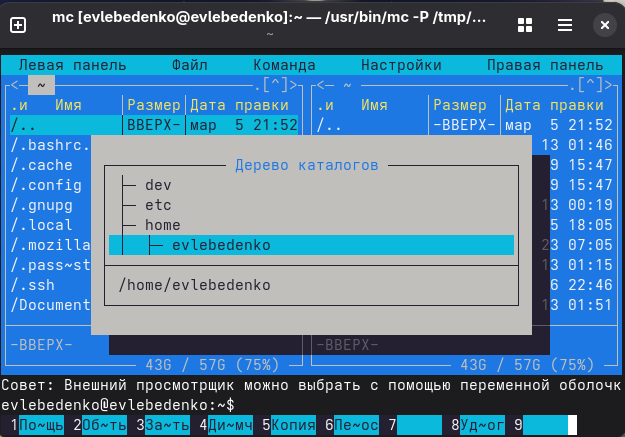 mc [evlebedenko@evlebedenko]:~ — /usr/bin/mc -P /tmp/…
~
Левая панель Файл Команда Настройки Правая панель
<— ~ .[^]> <— ~ .[^]>
.и Имя Размер Дата правки .и Имя Размер Дата правки
/.. ВВЕРХ- мар 5 21:52 /.. -ВВЕРХ- мар 5 21:52
/.bashrc. 13 01:46
Дерево каталогов
/.cache dev 9 15:47
/.config etc 9 15:47
/.gnupg home 13 00:19
/.local evlebedenko 5 18:05
/.mozilla 23 07:05
/.pass~st /home/evlebedenko 13 01:15
/.ssh 6 22:46
/Document 13 01:51
-ВВЕРХ- -ВВЕРХ-
43G / 57G (75%) 43G / 57G (75%)
Совет: Внешний просмотрщик можно выбрать с помощью переменной оболочк
evlebedenko@evlebedenko:~$
1По~щь 2Об~ть 3За~ть 4Ди~мч 5Копия 6Пе~ос 7 8Уд~ог 9